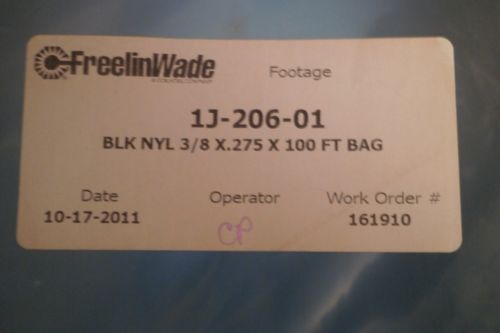 FreelinWade
Footage
1J-206-01
BLK NYL 3/8 X.275 X 100 FT BAG
Date Operator Work Order #
10-17-2011 CP 161910